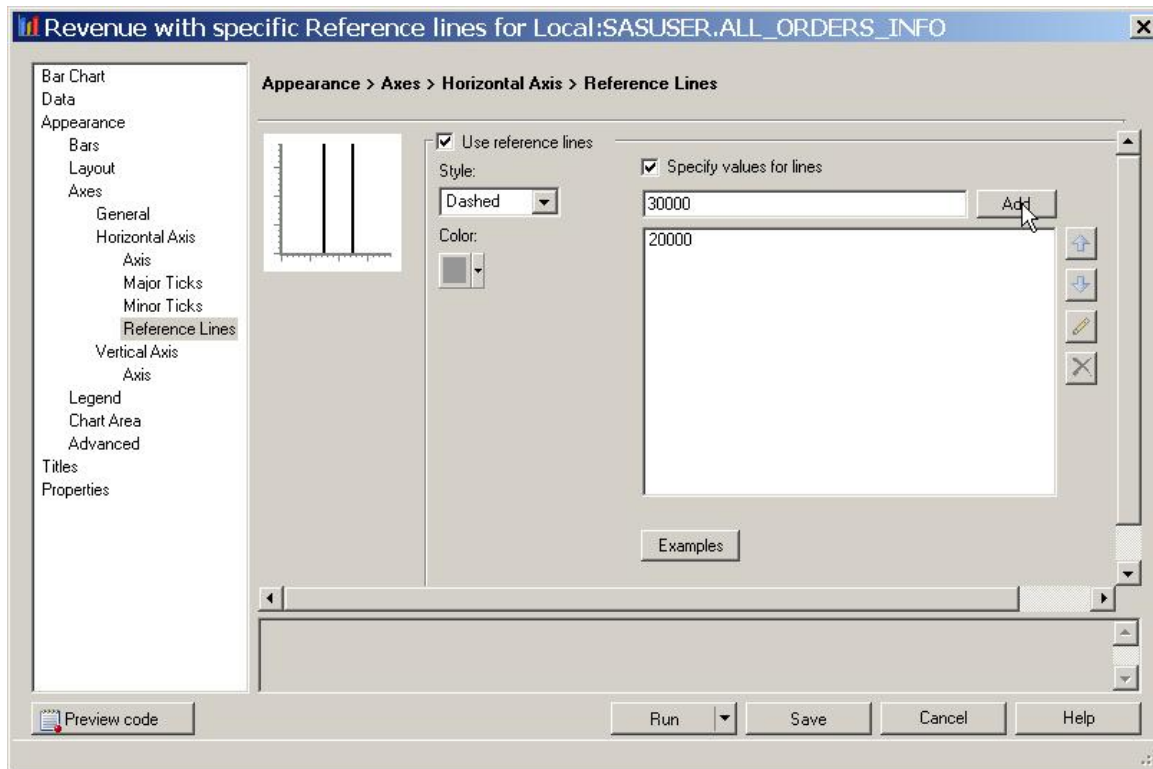 Revenue with specific Reference lines for Local:SASUSER.ALL_ORDERS_INFO
Bar Chart
Data
Appearance
Bars
Layout
Axes
General
Horizontal Axis
Axis
Major Ticks
Minor Ticks
Reference Lines
Vertical Axis
Axis
Legend
Chart Area
Advanced
Titles
Properties
Appearance > Axes > Horizontal Axis > Reference Lines
Use reference lines
Style:
Dashed
Color:
Specify values for lines
30000
Add
20000
Examples
Preview code
Run
Save
Cancel
Help